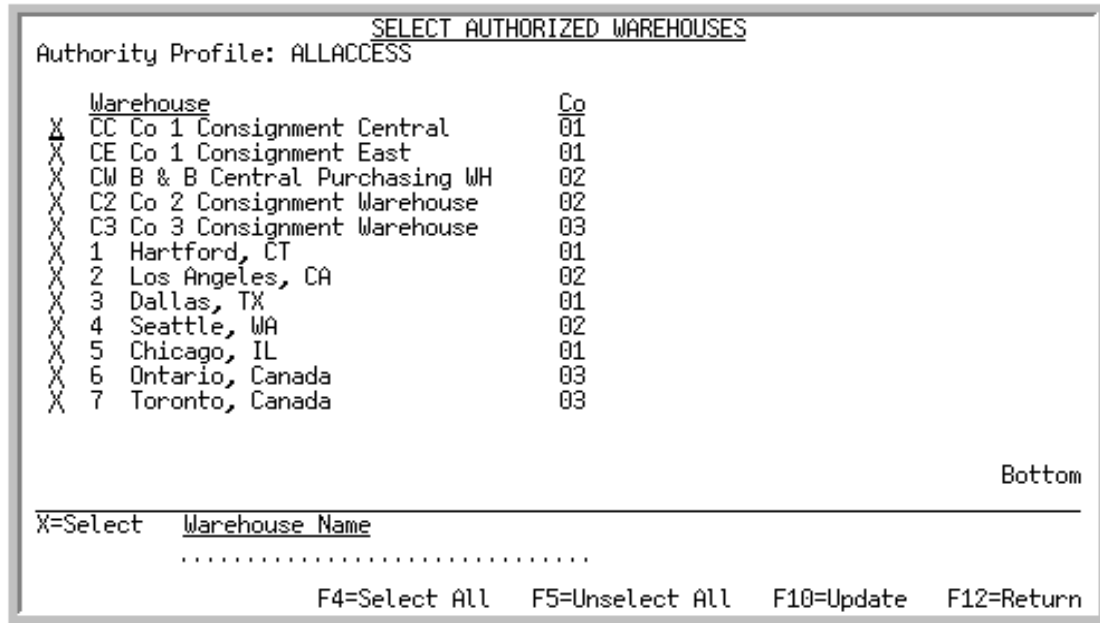 SELECT AUTHORIZED WAREHOUSES
Authority Profile: ALLACCESS
Warehouse Co
X CC Co 1 Consignment Central 01
X CE Co 1 Consignment East 01
X CW B & B Central Purchasing WH 02
X C2 Co 2 Consignment Warehouse 02
X C3 Co 3 Consignment Warehouse 03
X 1 Hartford, CT 01
X 2 Los Angeles, CA 02
X 3 Dallas, TX 01
X 4 Seattle, WA 02
X 5 Chicago, IL 01
X 6 Ontario, Canada 03
X 7 Toronto, Canada 03
Bottom
X=Select Warehouse Name
...............................
F4=Select All F5=Unselect All F10=Update F12=Return